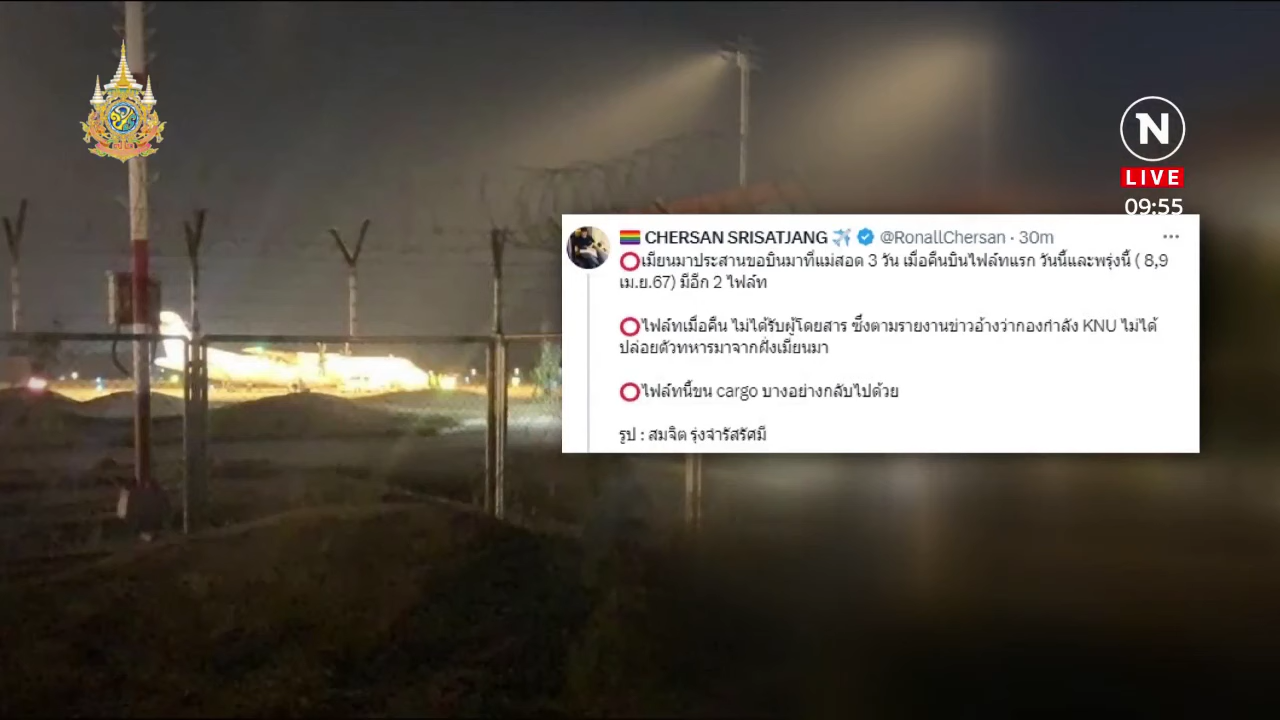 N
LIVE
09:55
CHERSAN SRISATJANG @RonallChersan · 30m
เมียนมาประสานขอบินมาที่แม่สอด 3 วัน เมื่อคืนบินไฟล์ทแรก วันนี้และพรุ่งนี้ ( 8,9
เม.ย.67) มีอีก 2 ไฟล์ท
ไฟล์ทเมื่อคืน ไม่ได้รับผู้โดยสาร ซึ่งตามรายงานข่าวอ้างว่ากองกำลัง KNU ไม่ได้
ปล่อยตัวทหารมาจากฝั่งเมียนมา
ไฟล์ทนี้ขน cargo บางอย่างกลับไปด้วย
รูป : สมจิต รุ่งจำรัสรัศมี